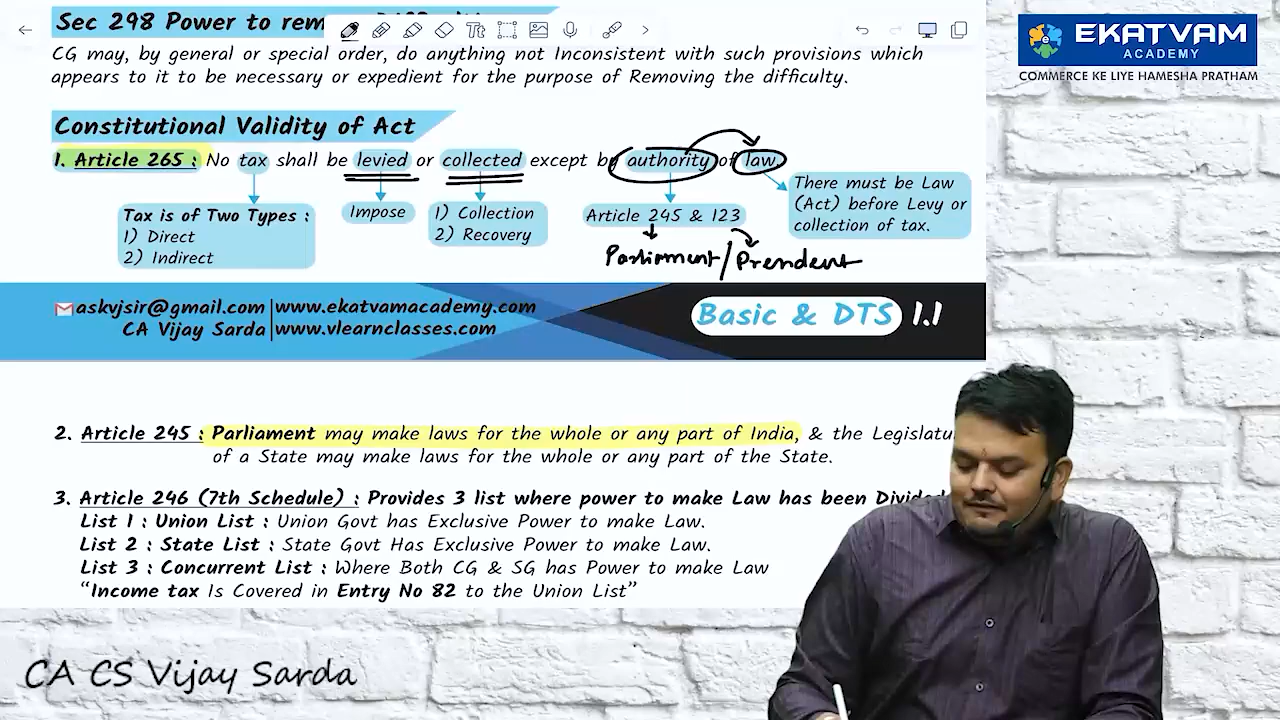 Sec 298 Power to rem
CG may, by general or special order, do anything not Inconsistent with such provisions which
appears to it to be necessary or expedient for the purpose of Removing the difficulty.
EKATVAM
ACADEMY
COMMERCE KE LIYE HAMESHA PRATHAM
Constitutional Validity of Act
1. Article 265 : No tax shall be levied or collected except by authority of law
Tax is of Two Types :
1) Direct
2) Indirect
Impose
1) Collection
2) Recovery
Article 245 & 123
There must be Law
(Act) before Levy or
collection of tax.
Parliament/President
askvjsir@gmail.com | www.ekatvamacademy.com
CA Vijay Sarda | www.vlearnclasses.com
Basic & DTS 1.1
2. Article 245 : Parliament may make laws for the whole or any part of India, & the Legislatu
of a State may make laws for the whole or any part of the State.
3. Article 246 (7th Schedule) : Provides 3 list where power to make Law has been Divided
List 1 : Union List : Union Govt has Exclusive Power to make Law.
List 2 : State List : State Govt Has Exclusive Power to make Law.
List 3 : Concurrent List : Where Both CG & SG has Power to make Law
“Income tax Is Covered in Entry No 82 to the Union List”
CA CS Vijay Sarda